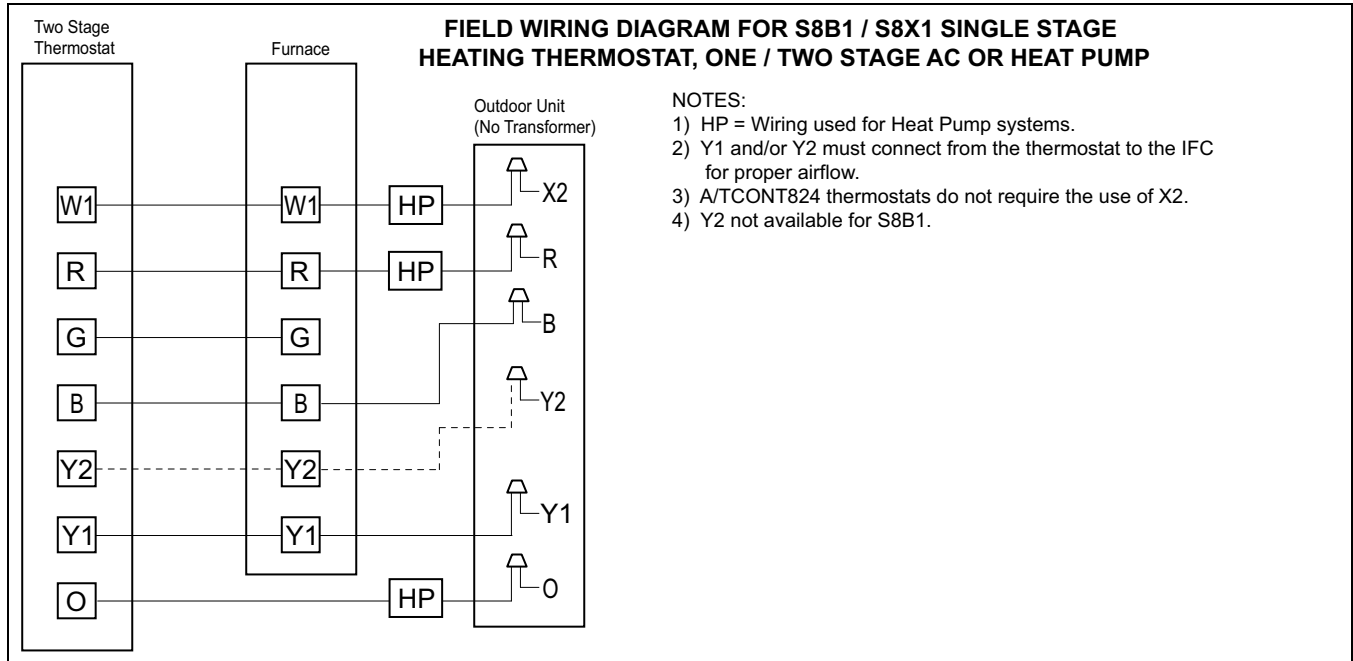 Two Stage
Thermostat
Furnace
FIELD WIRING DIAGRAM FOR S8B1 / S8X1 SINGLE STAGE
HEATING THERMOSTAT, ONE / TWO STAGE AC OR HEAT PUMP
Outdoor Unit
(No Transformer)
NOTES:
1) HP = Wiring used for Heat Pump systems.
2) Y1 and/or Y2 must connect from the thermostat to the IFC
for proper airflow.
3) A/TCONT824 thermostats do not require the use of X2.
4) Y2 not available for S8B1.
W1 W1 HP X2
R R HP R
G G
B B B
Y2 Y2 Y2
Y1 Y1 Y1
O HP O